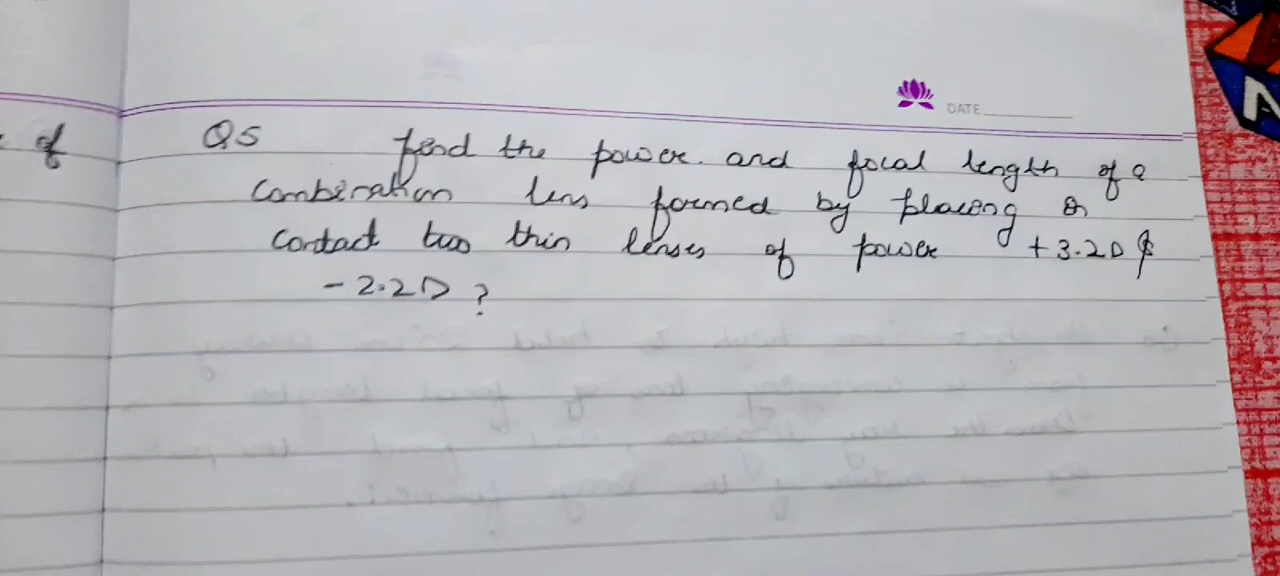 of
DATE
Q5 find the power and focal length of a
combination lens formed by placing in
contact two thin lenses of power +3.2D &
-2.2D ?